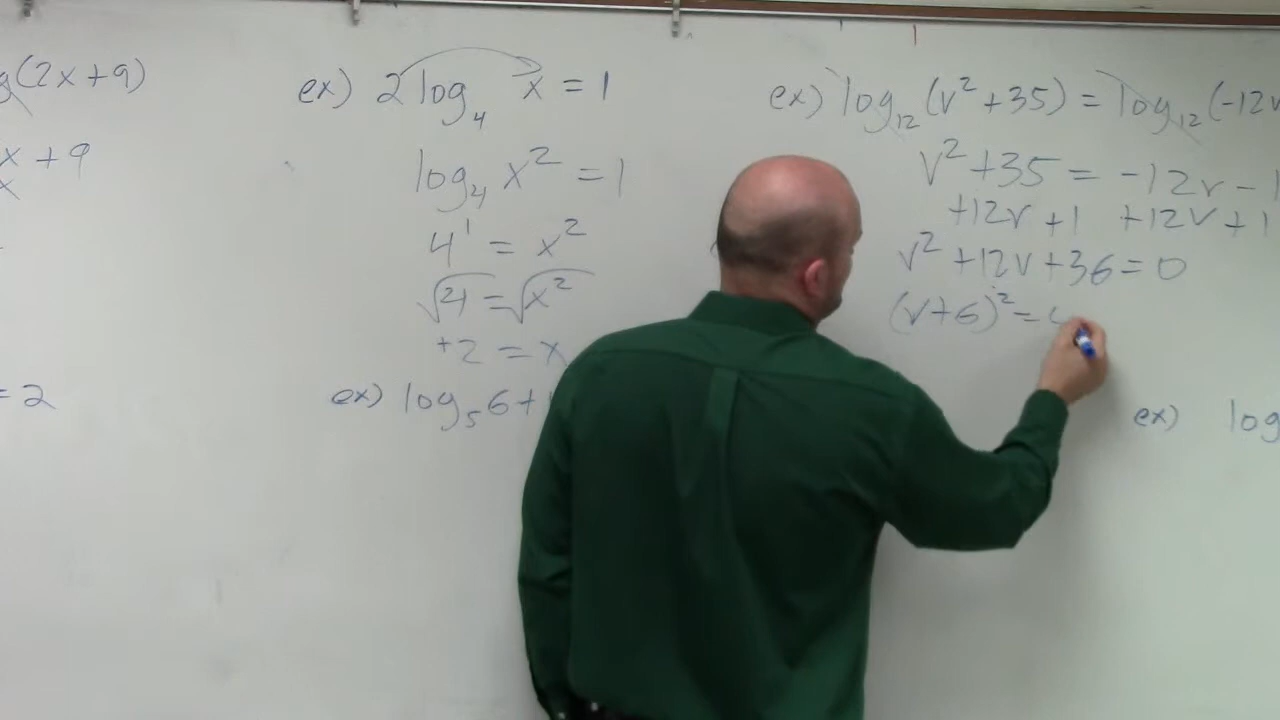 (2x+9)
x +9
x
= 2
ex) 2 log₄ x = 1
log₄ x² = 1
4¹ = x²
√4 = √x²
+2 = x
ex) log₅ 6 +
ex) log₁₂ (v² + 35) = log₁₂ (-12v
v² + 35 = -12v - 1
+12v +1 +12v + 1
v² + 12v + 36 = 0
(v+6)² =
ex) log